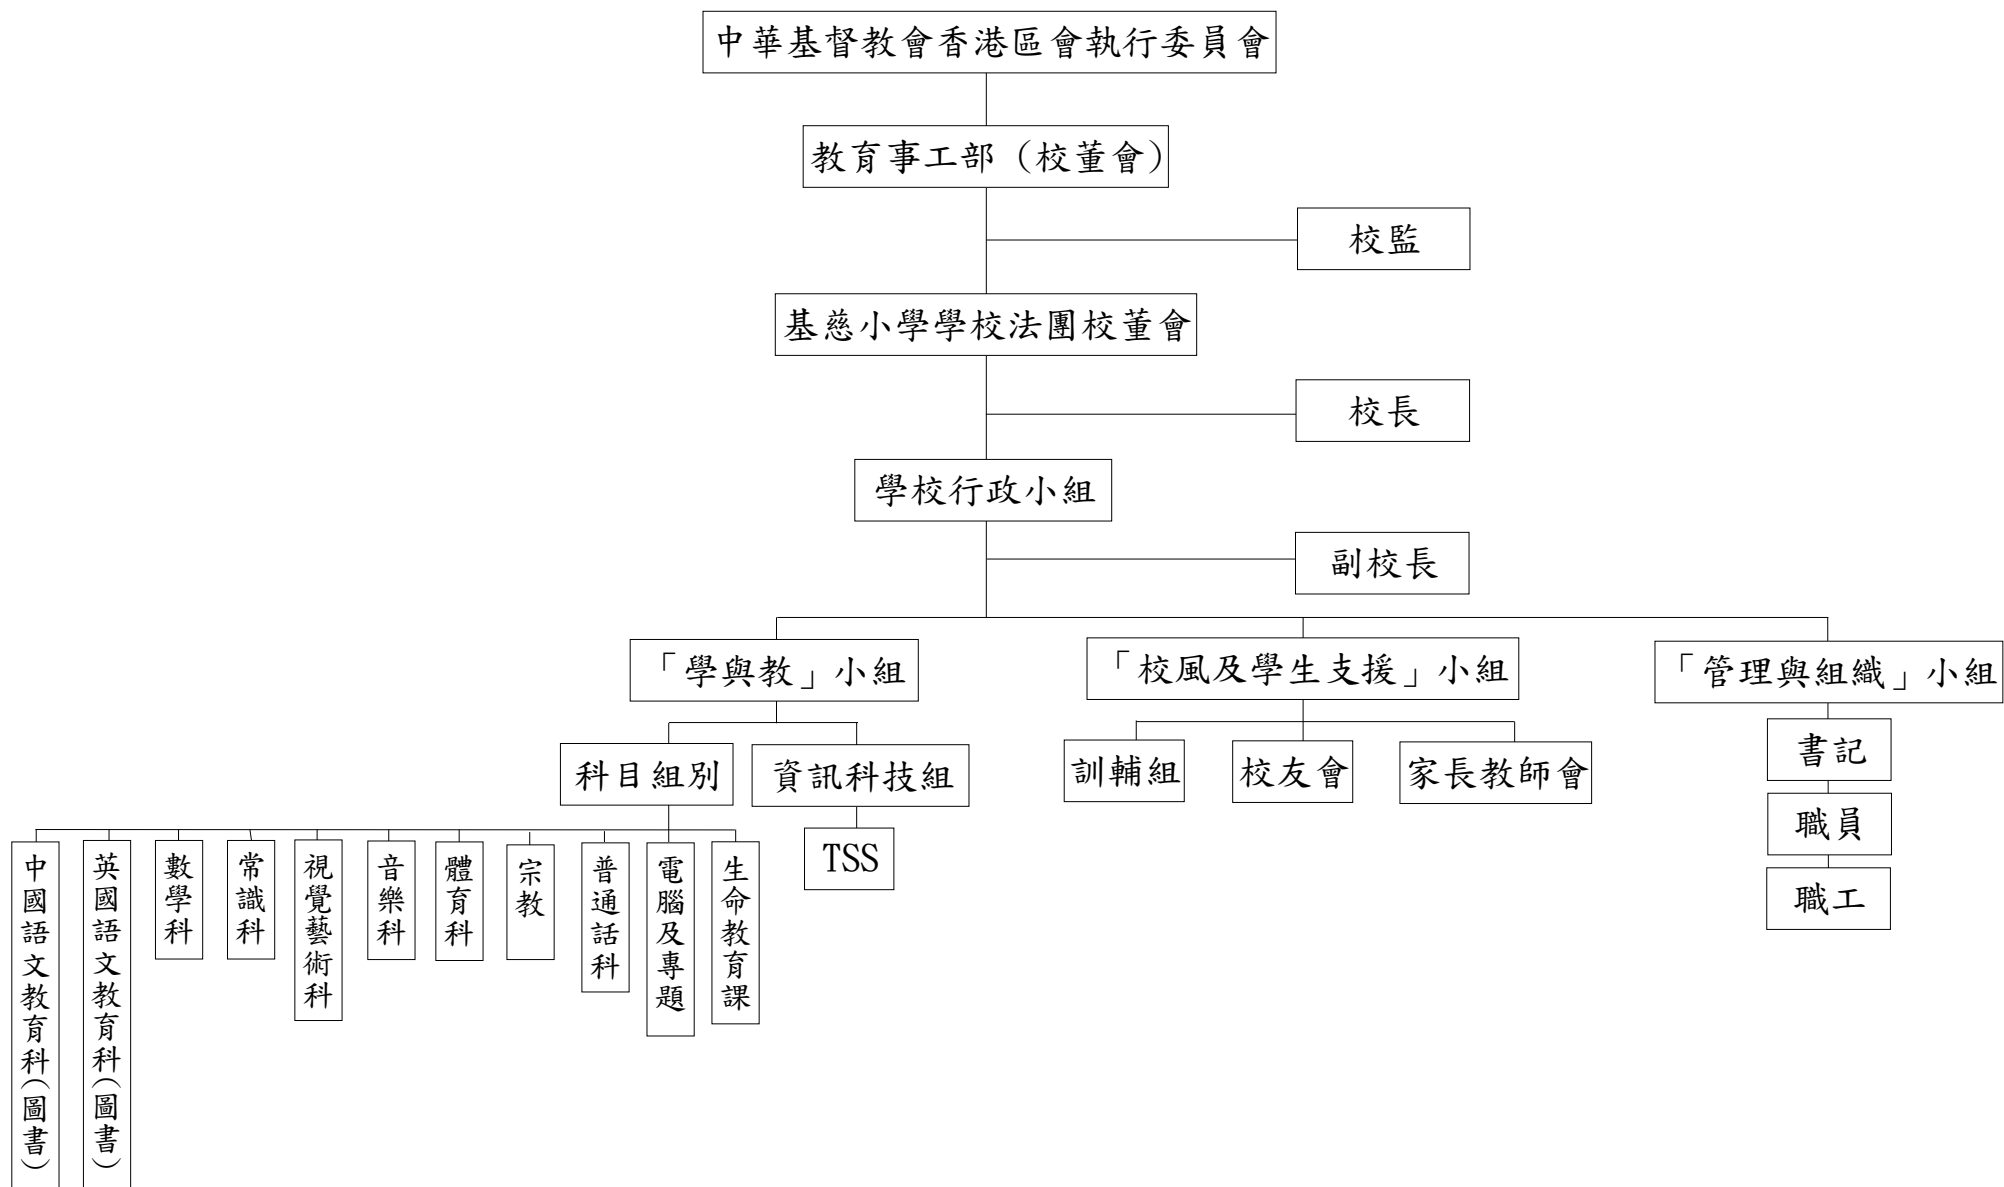 中華基督教會香港區會執行委員會
教育事工部（校董會）
校監
基慈小學學校法團校董會
校長
學校行政小組
副校長
「學與教」小組
「校風及學生支援」小組
「管理與組織」小組
科目組別
資訊科技組
訓輔組
校友會
家長教師會
書記
職員
職工
TSS
中國語文教育科（圖書）
英國語文教育科（圖書）
數學科
常識科
視覺藝術科
音樂科
體育科
宗教
普通話科
電腦及專題
生命教育課